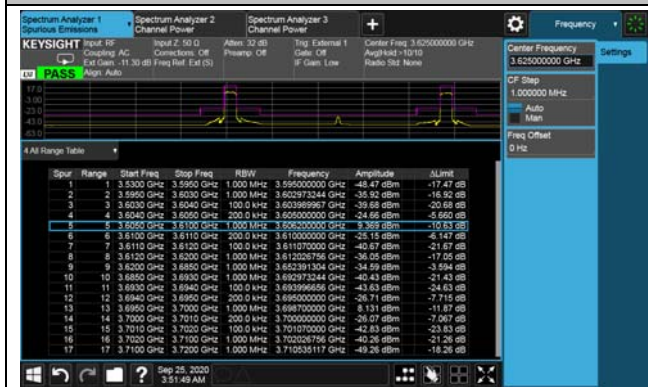 Spectrum Analyzer 1
Spurious Emissions
Spectrum Analyzer 2
Channel Power
Spectrum Analyzer 3
Channel Power
Frequency
KEYSIGHT
Input: RF
Coupling: AC
Ext Gain: -11.30 dB
Align: Auto
Input Z: 50 Ω
Corrections: Off
Freq Ref: Ext (S)
Atten: 32 dB
Preamp: Off
Trig: External 1
Gate: Off
IF Gain: Low
Center Freq: 3.625000000 GHz
Avg|Hold:>10/10
Radio Std: None
LXI PASS
Center Frequency
3.625000000 GHz
Settings
CF Step
1.000000 MHz
Auto
Man
Freq Offset
0 Hz
17.0
-3.00
-23.0
-43.0
-63.0
4 All Range Table
Spur Range Start Freq Stop Freq RBW Frequency Amplitude ΔLimit
1 1 3.5300 GHz 3.5950 GHz 1.000 MHz 3.595000000 GHz -48.47 dBm -17.47 dB
2 2 3.5950 GHz 3.6030 GHz 1.000 MHz 3.602973244 GHz -35.92 dBm -16.92 dB
3 3 3.6030 GHz 3.6040 GHz 100.0 kHz 3.603989967 GHz -39.68 dBm -20.68 dB
4 4 3.6040 GHz 3.6050 GHz 200.0 kHz 3.605000000 GHz -24.66 dBm -5.660 dB
5 5 3.6050 GHz 3.6100 GHz 1.000 MHz 3.606200000 GHz 9.369 dBm -10.63 dB
6 6 3.6100 GHz 3.6110 GHz 200.0 kHz 3.610000000 GHz -25.15 dBm -6.147 dB
7 7 3.6110 GHz 3.6120 GHz 100.0 kHz 3.611070000 GHz -40.67 dBm -21.67 dB
8 8 3.6120 GHz 3.6200 GHz 1.000 MHz 3.612026756 GHz -36.05 dBm -17.05 dB
9 9 3.6200 GHz 3.6850 GHz 1.000 MHz 3.652391304 GHz -34.59 dBm -3.594 dB
10 10 3.6850 GHz 3.6930 GHz 1.000 MHz 3.692973244 GHz -40.43 dBm -21.43 dB
11 11 3.6930 GHz 3.6940 GHz 100.0 kHz 3.693996656 GHz -43.63 dBm -24.63 dB
12 12 3.6940 GHz 3.6950 GHz 200.0 kHz 3.695000000 GHz -26.71 dBm -7.715 dB
13 13 3.6950 GHz 3.7000 GHz 1.000 MHz 3.698700000 GHz 8.131 dBm -11.87 dB
14 14 3.7000 GHz 3.7010 GHz 200.0 kHz 3.700000000 GHz -26.07 dBm -7.067 dB
15 15 3.7010 GHz 3.7020 GHz 100.0 kHz 3.701070000 GHz -42.83 dBm -23.83 dB
16 16 3.7020 GHz 3.7100 GHz 1.000 MHz 3.702026756 GHz -40.26 dBm -21.26 dB
17 17 3.7100 GHz 3.7200 GHz 1.000 MHz 3.710535117 GHz -49.26 dBm -18.26 dB
Sep 25, 2020
3:51:49 AM